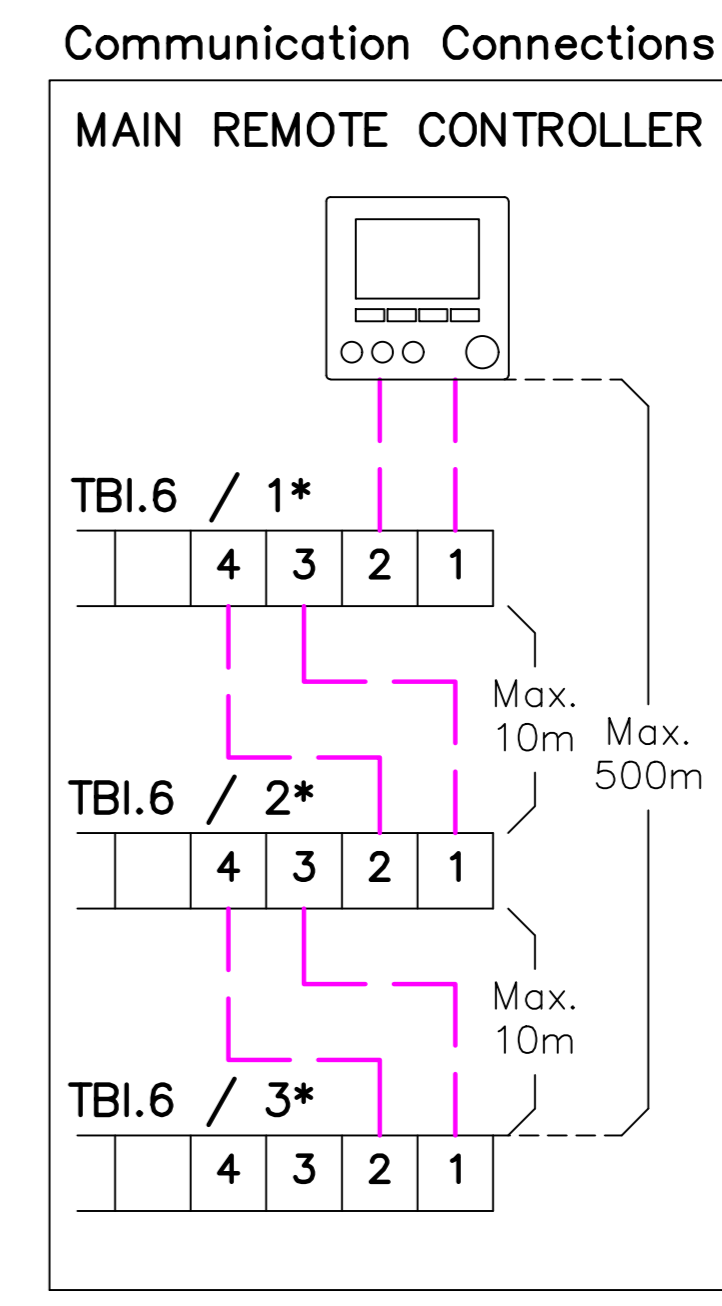 Communication Connections
MAIN REMOTE CONTROLLER
TBI.6 / 1*
4 3 2 1
Max.
10m
Max.
500m
TBI.6 / 2*
4 3 2 1
Max.
10m
TBI.6 / 3*
4 3 2 1